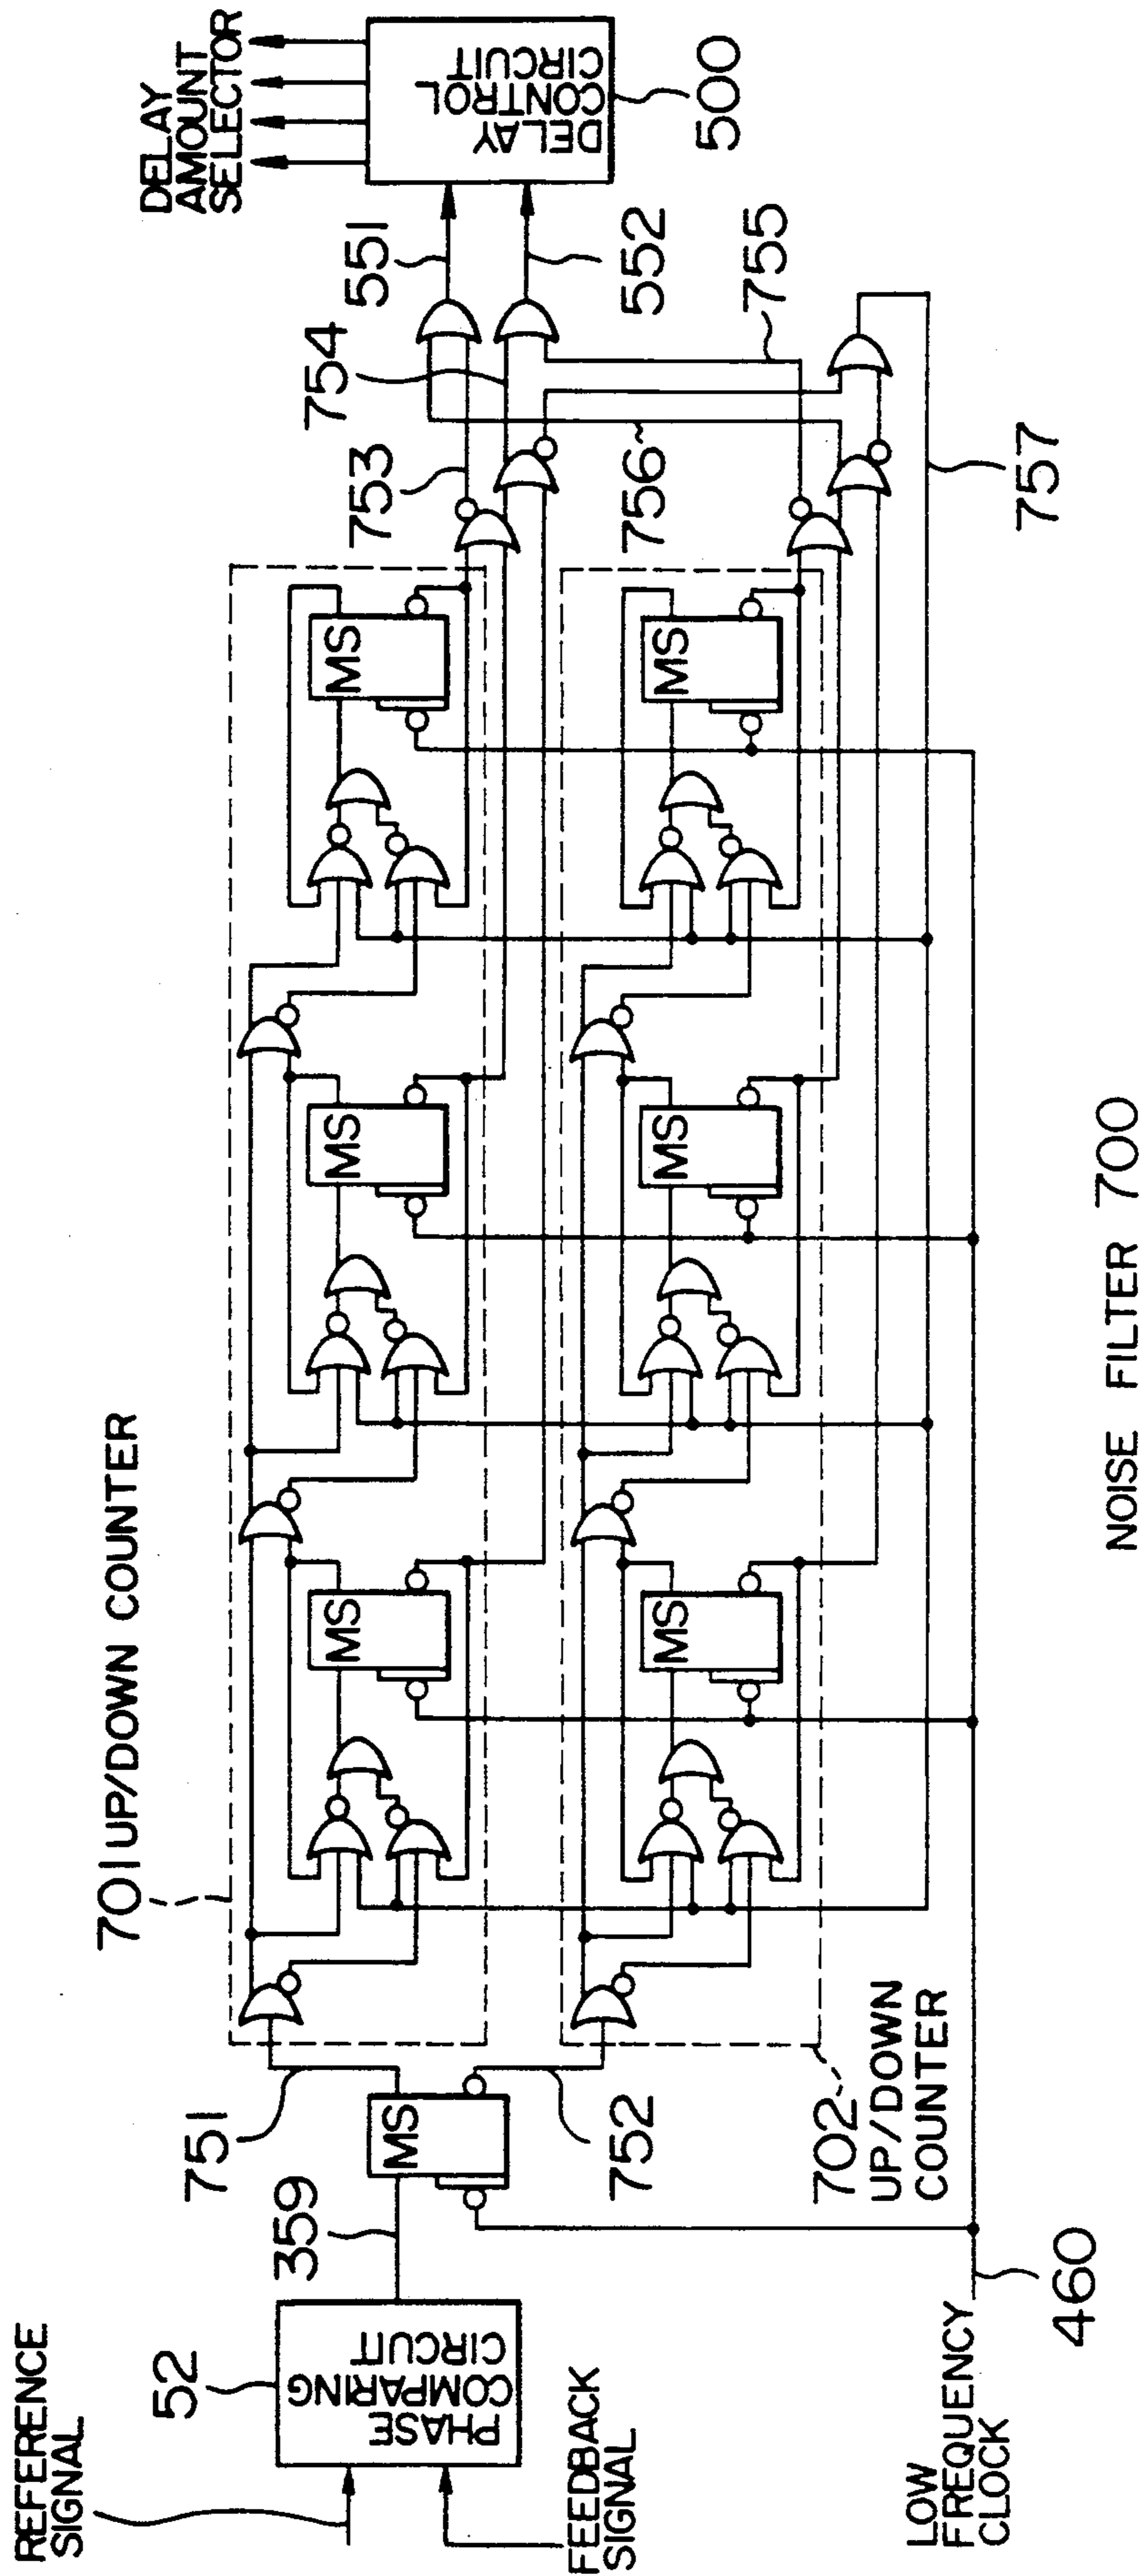 REFERENCE
SIGNAL
52
PHASE
COMPARING
CIRCUIT
FEEDBACK
SIGNAL
359
751
MS
752
701 UP/DOWN COUNTER
MS
MS
MS
702
UP/DOWN
COUNTER
MS
MS
MS
LOW
FREQUENCY
CLOCK
460
753
754
756
755
757
551
552
DELAY
CONTROL
CIRCUIT
500
DELAY
AMOUNT
SELECTOR
NOISE FILTER 700